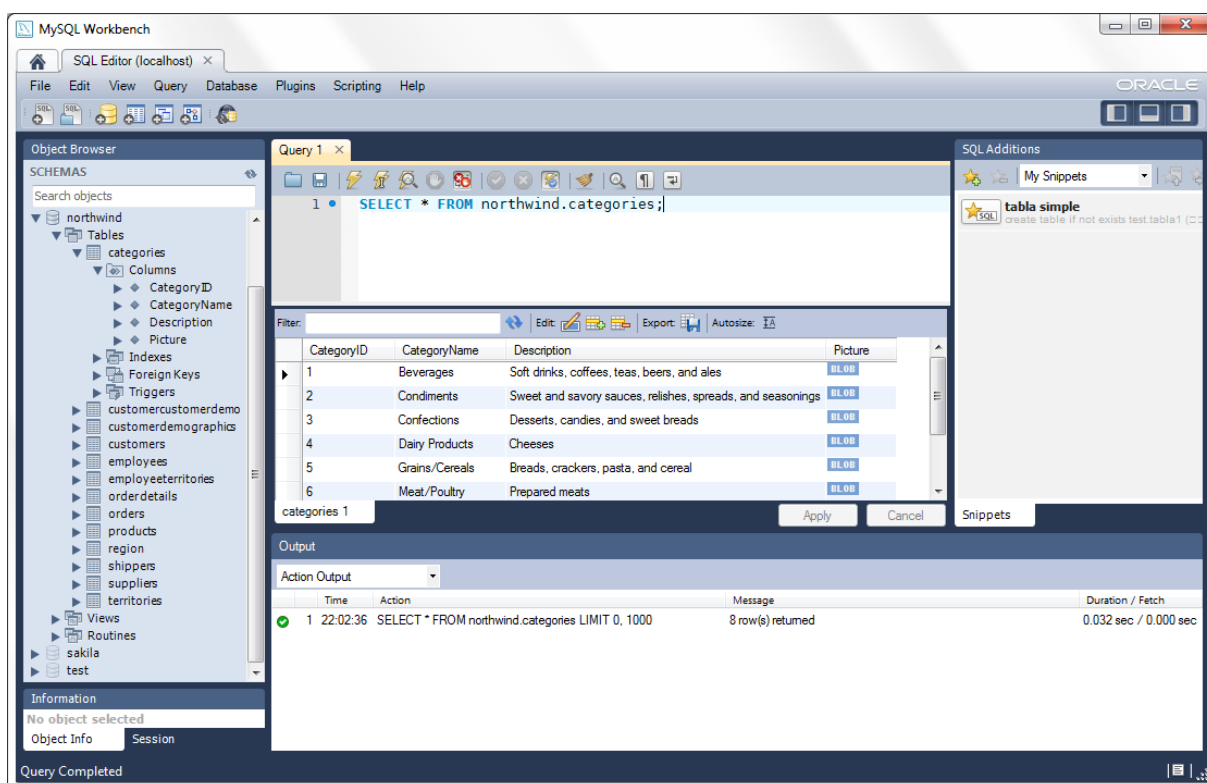 MySQL Workbench
SQL Editor (localhost)
File Edit View Query Database Plugins Scripting Help
ORACLE
SQL SQL
Object Browser
SCHEMAS
Search objects
northwind
Tables
categories
Columns
CategoryID
CategoryName
Description
Picture
Indexes
Foreign Keys
Triggers
customercustomerdemo
customerdemographics
customers
employees
employeeterritories
orderdetails
orders
products
region
shippers
suppliers
territories
Views
Routines
sakila
test
Information
No object selected
Object Info Session
Query Completed
Query 1
1 SELECT * FROM northwind.categories;
Filter: Edit: Export: Autosize:
CategoryID CategoryName Description Picture
1 Beverages Soft drinks, coffees, teas, beers, and ales BLOB
2 Condiments Sweet and savory sauces, relishes, spreads, and seasonings BLOB
3 Confections Desserts, candies, and sweet breads BLOB
4 Dairy Products Cheeses BLOB
5 Grains/Cereals Breads, crackers, pasta, and cereal BLOB
6 Meat/Poultry Prepared meats BLOB
categories 1
Apply Cancel
SQL Additions
My Snippets
SQL
tabla simple
create table if not exists test.tabla1 (
Snippets
Output
Action Output
Time Action Message Duration / Fetch
1 22:02:36 SELECT * FROM northwind.categories LIMIT 0, 1000 8 row(s) returned 0.032 sec / 0.000 sec